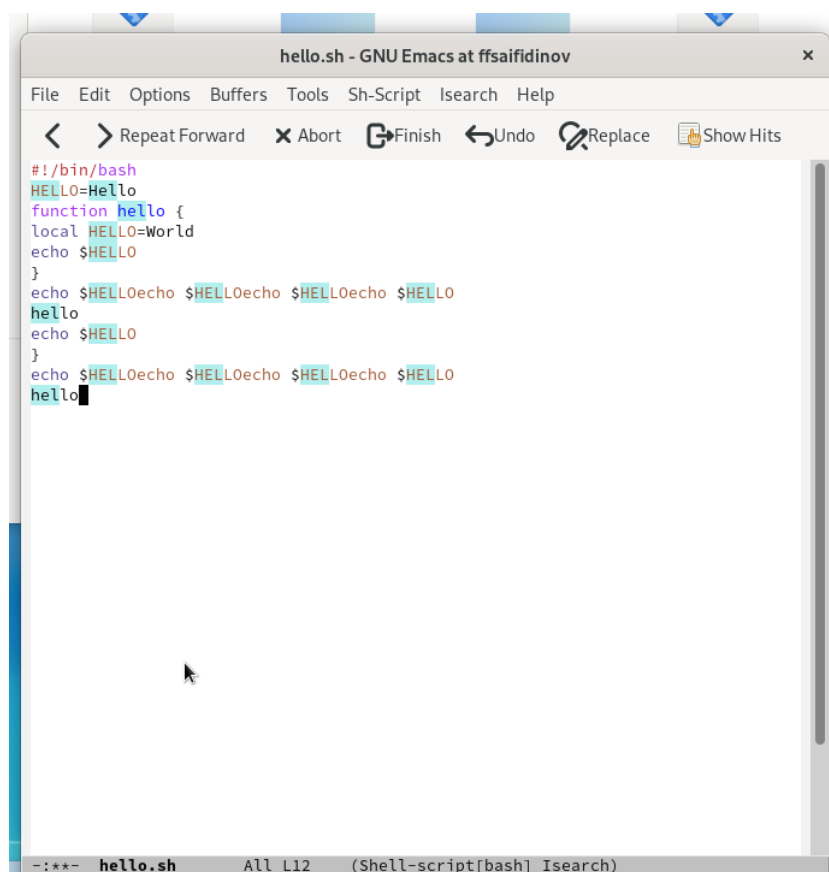 hello.sh - GNU Emacs at ffsaifidinov ×
File Edit Options Buffers Tools Sh-Script Isearch Help
Repeat Forward Abort Finish Undo Replace Show Hits
#!/bin/bash
HELLO=Hello
function hello {
local HELLO=World
echo $HELLO
}
echo $HELLOecho $HELLOecho $HELLOecho $HELLO
hello
echo $HELLO
}
echo $HELLOecho $HELLOecho $HELLOecho $HELLO
hello
-:**- hello.sh All L12 (Shell-script[bash] Isearch)